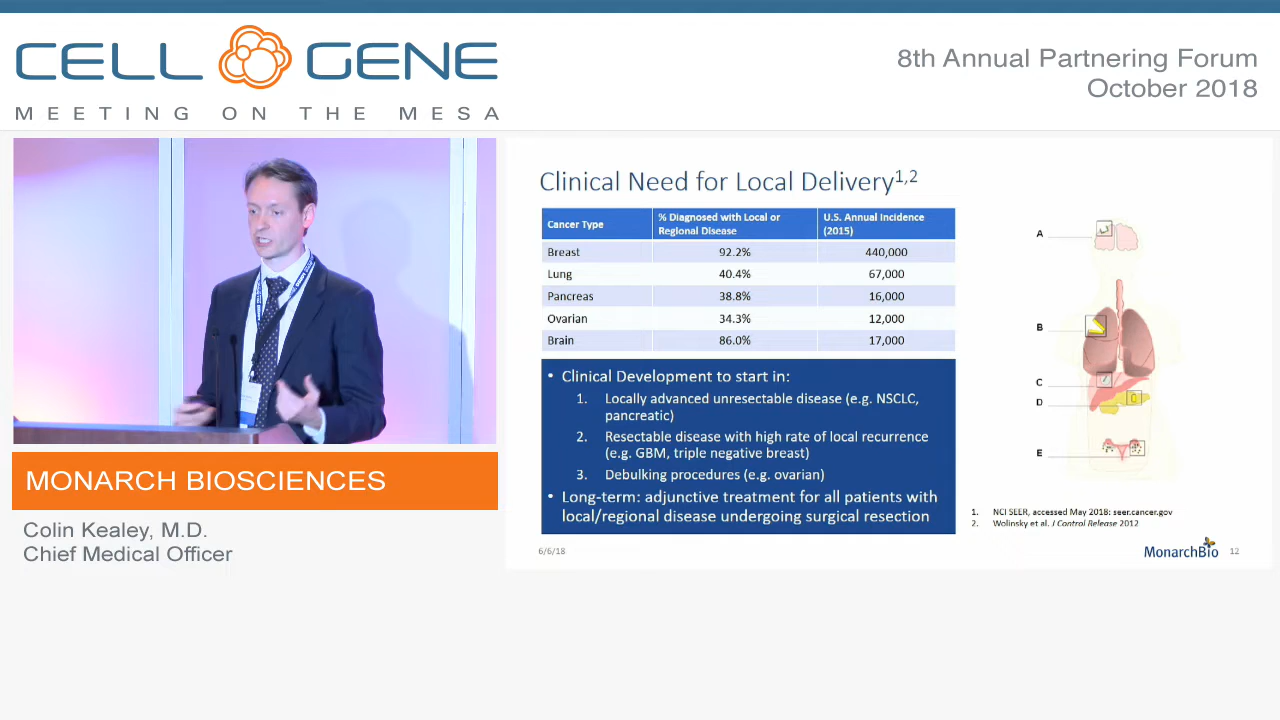 CELL GENE
MEETING ON THE MESA
8th Annual Partnering Forum
October 2018
MONARCH BIOSCIENCES
Colin Kealey, M.D.
Chief Medical Officer
Clinical Need for Local Delivery1,2
Cancer Type
% Diagnosed with Local or
Regional Disease
U.S. Annual Incidence
(2015)
Breast 92.2% 440,000
Lung 40.4% 67,000
Pancreas 38.8% 16,000
Ovarian 34.3% 12,000
Brain 86.0% 17,000
• Clinical Development to start in:
1. Locally advanced unresectable disease (e.g. NSCLC,
pancreatic)
2. Resectable disease with high rate of local recurrence
(e.g. GBM, triple negative breast)
3. Debulking procedures (e.g. ovarian)
• Long-term: adjunctive treatment for all patients with
local/regional disease undergoing surgical resection
A
B
C
D
E
1. NCI SEER, accessed May 2018: seer.cancer.gov
2. Wolinsky et al. J Control Release 2012
6/6/18
MonarchBio
12